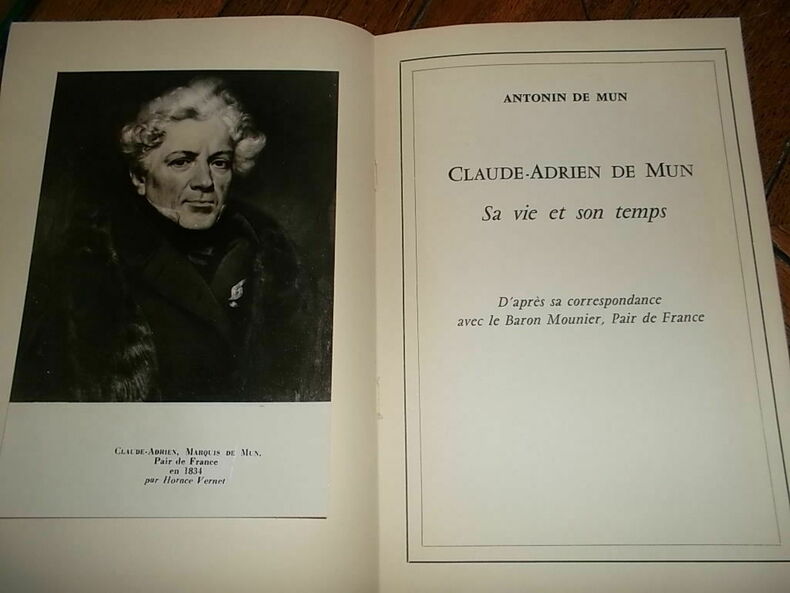 CLAUDE-ADRIEN, MARQUIS DE MUN,
Pair de France
en 1834
par Horace Vernet
ANTONIN DE MUN
CLAUDE-ADRIEN DE MUN
Sa vie et son temps
D'après sa correspondance
avec le Baron Mounier, Pair de France